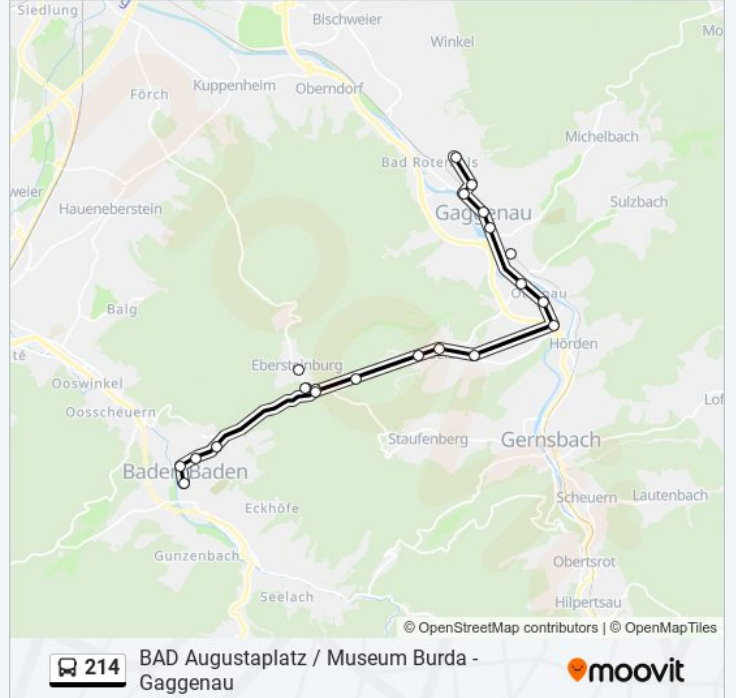 Siedlung
Bischweier
Mo
Winkel
Kuppenheim
Oberndorf
Förch
Michelbach
Bad Rotenfels
weier
Haueneberstein
Sulzbach
Gaggenau
Balg
Ottenau
té
Hörden
Ebersteinburg
Ooswinkel
Lof
Oosscheuern
Staufenberg
Gernsbach
Baden-Baden
Scheuern
Lautenbach
Eckhöfe
Gunzenbach
Obertsrot
Seelach
Hilpertsau
© OpenStreetMap contributors | © OpenMapTiles
214
BAD Augustaplatz / Museum Burda -
Gaggenau
moovit